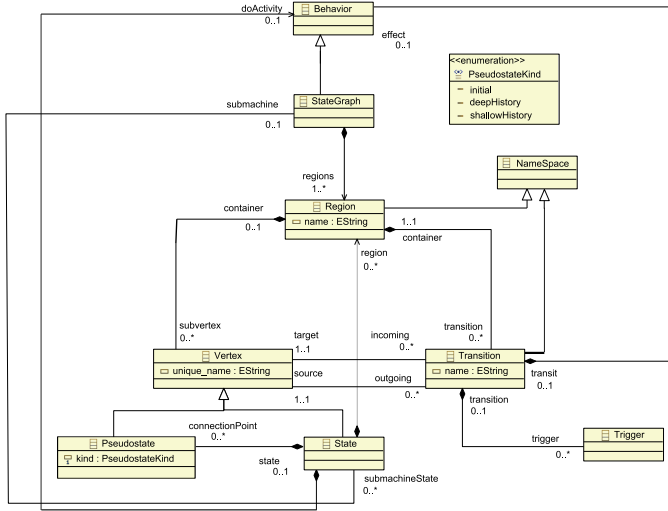 doActivity
0..1
Behavior
effect
0..1
<<enumeration>>
PseudostateKind
initial
deepHistory
shallowHistory
submachine
0..1
StateGraph
NameSpace
regions
1..*
Region
name : EString
container
0..1
1..1
container
region
0..*
subvertex
0..*
target
1..1
incoming
0..*
transition
0..*
Vertex
unique_name : EString
Transition
name : EString
source
1..1
outgoing
0..*
transit
0..1
transition
0..1
Pseudostate
kind : PseudostateKind
connectionPoint
0..*
State
state
0..1
submachineState
0..*
trigger
0..*
Trigger